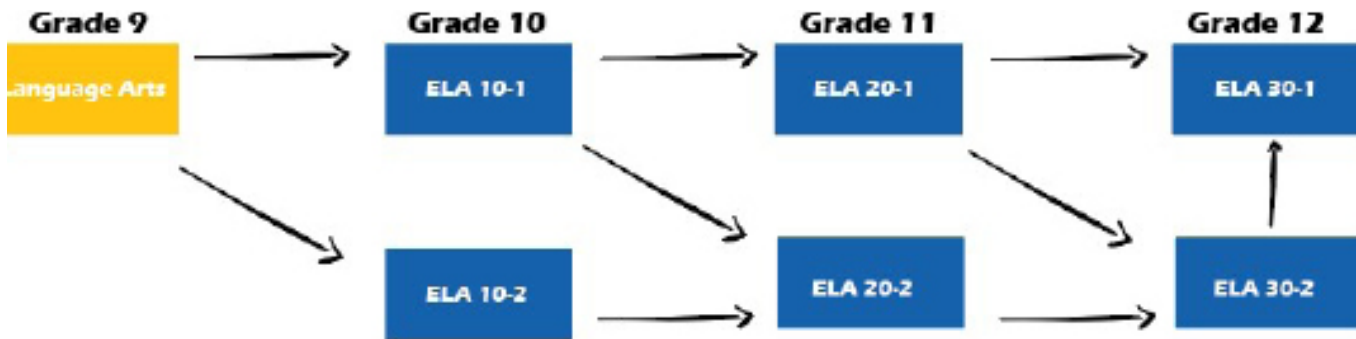 Grade 9 Grade 10 Grade 11 Grade 12
Language Arts ELA 10-1 ELA 20-1 ELA 30-1
ELA 10-2 ELA 20-2 ELA 30-2